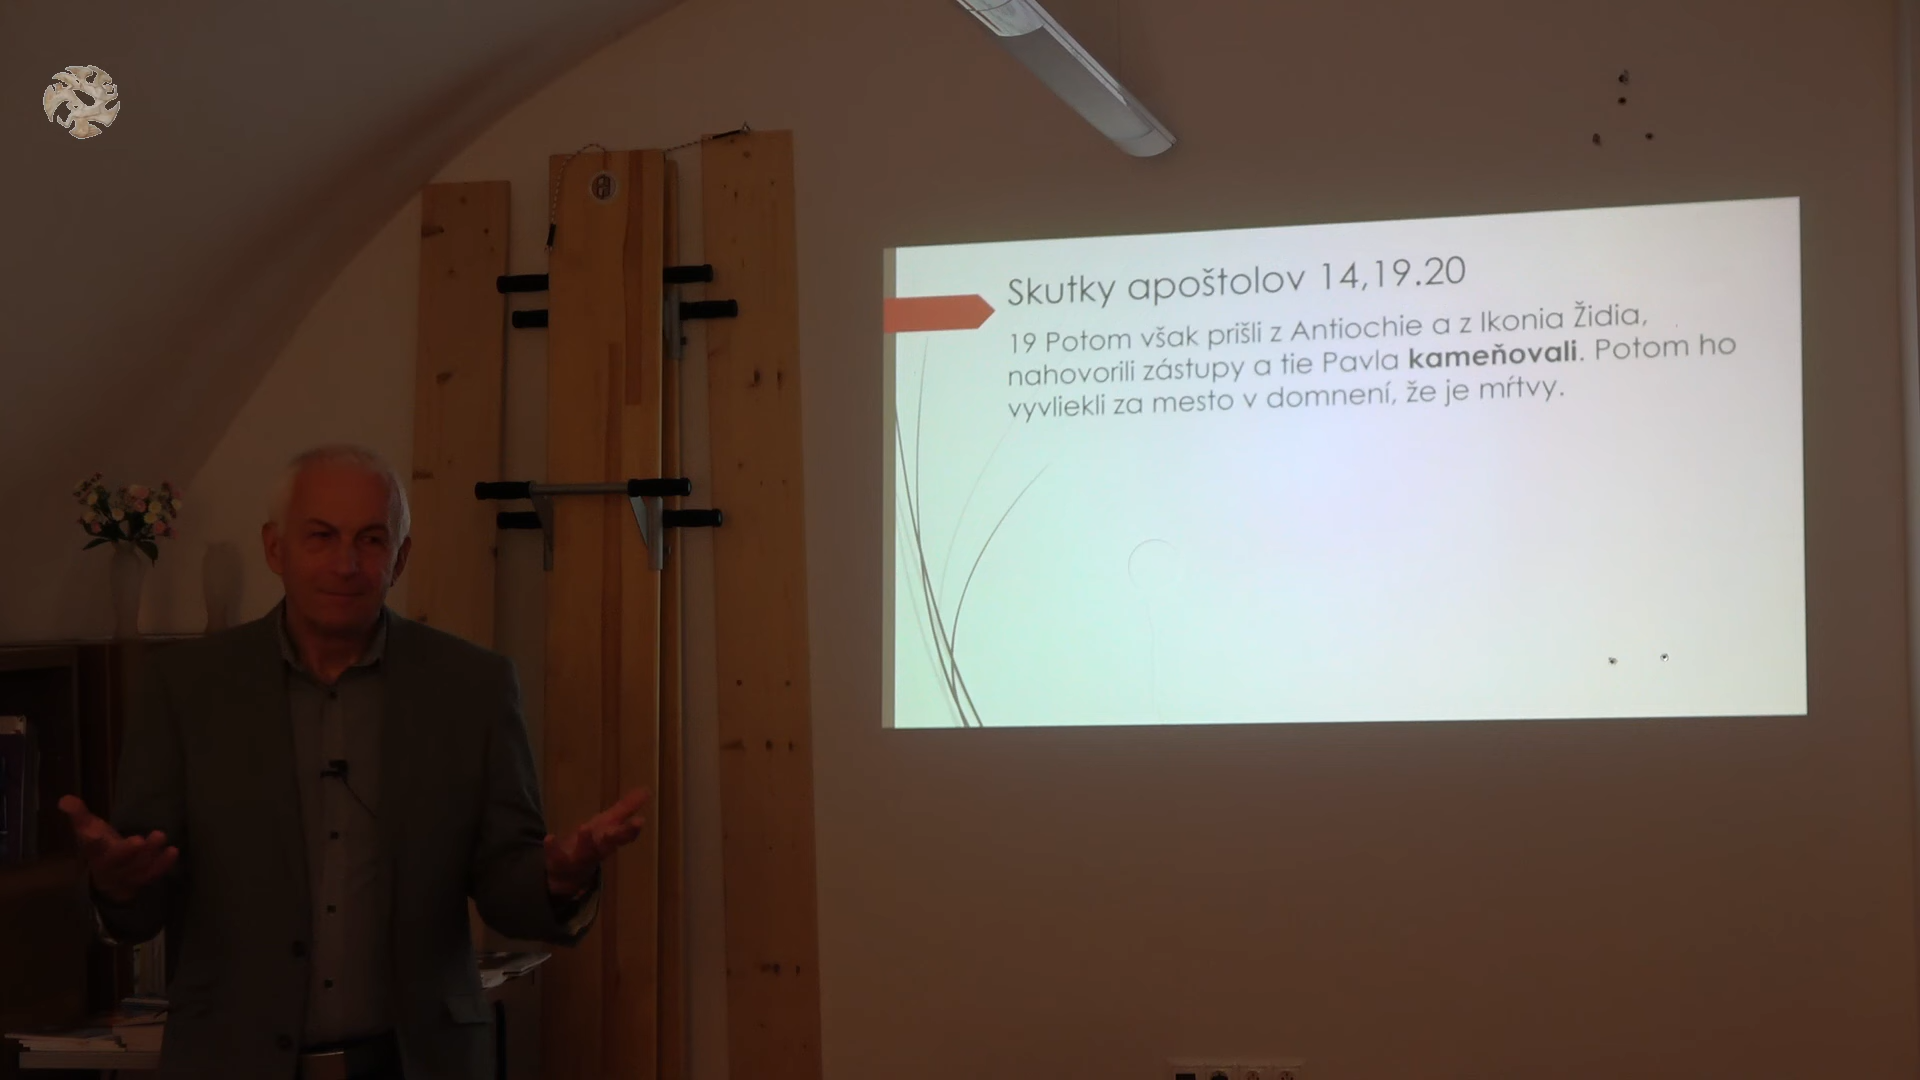 Skutky apoštolov 14,19.20
19 Potom však prišli z Antiochie a z Ikonia Židia,
nahovorili zástupy a tie Pavla kameňovali. Potom ho
vyvliekli za mesto v domnení, že je mŕtvy.